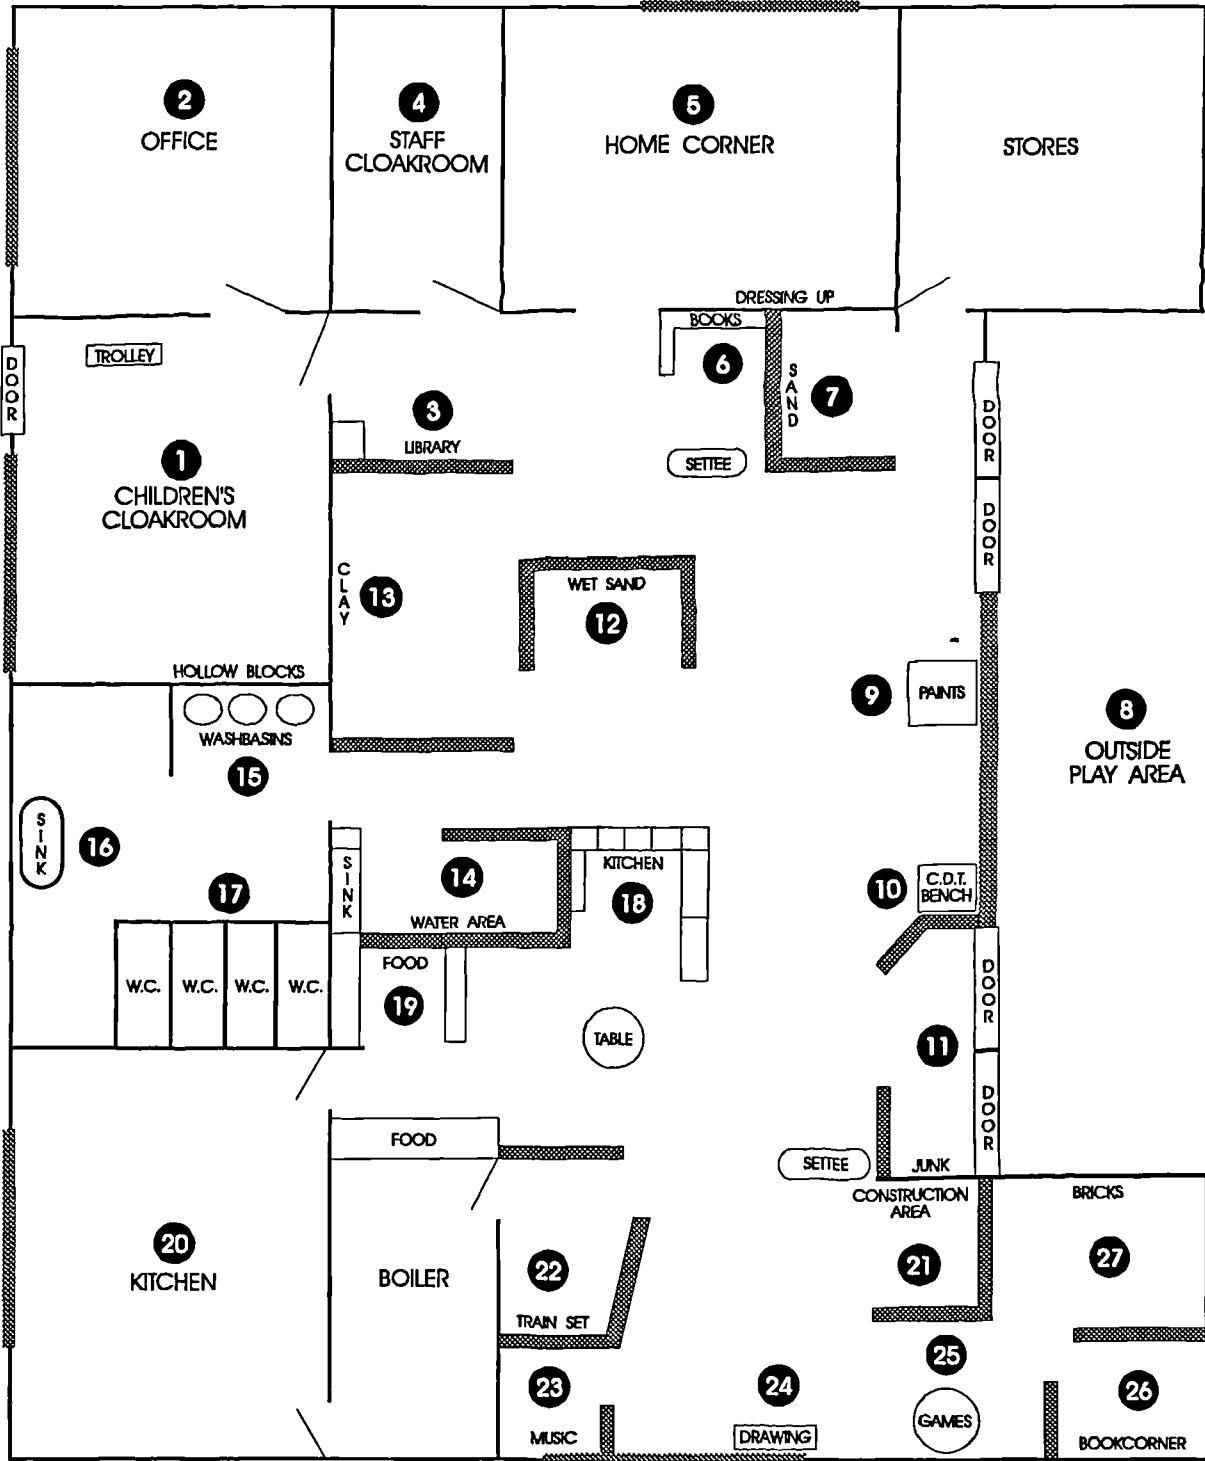 2
OFFICE
4
STAFF
CLOAKROOM
5
HOME CORNER
STORES
DRESSING UP
BOOKS
6
SAND
7
DOOR
TROLLEY
3
LIBRARY
SETTEE
DOOR
DOOR
1
CHILDREN'S
CLOAKROOM
CLAY
13
WET SAND
12
HOLLOW BLOCKS
WASHBASINS
15
9
PAINTS
8
OUTSIDE
PLAY AREA
SINK
16
17
SINK
14
WATER AREA
KITCHEN
18
10
C.D.T.
BENCH
W.C.
W.C.
W.C.
W.C.
FOOD
19
TABLE
11
DOOR
DOOR
FOOD
SETTEE
JUNK
CONSTRUCTION
AREA
BRICKS
20
KITCHEN
BOILER
22
TRAIN SET
21
27
23
MUSIC
24
DRAWING
25
GAMES
26
BOOKCORNER